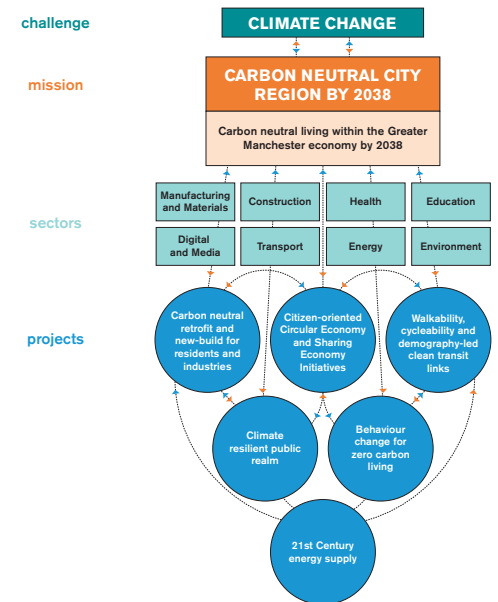 challenge
CLIMATE CHANGE
mission
CARBON NEUTRAL CITY
REGION BY 2038
Carbon neutral living within the Greater
Manchester economy by 2038
sectors
Manufacturing
and Materials
Construction
Health
Education
Digital
and Media
Transport
Energy
Environment
projects
Carbon neutral
retrofit and
new-build for
residents and
industries
Citizen-oriented
Circular Economy
and Sharing
Economy
Initiatives
Walkability,
cycleability and
demography-led
clean transit
links
Climate
resilient public
realm
Behaviour
change for
zero carbon
living
21st Century
energy supply